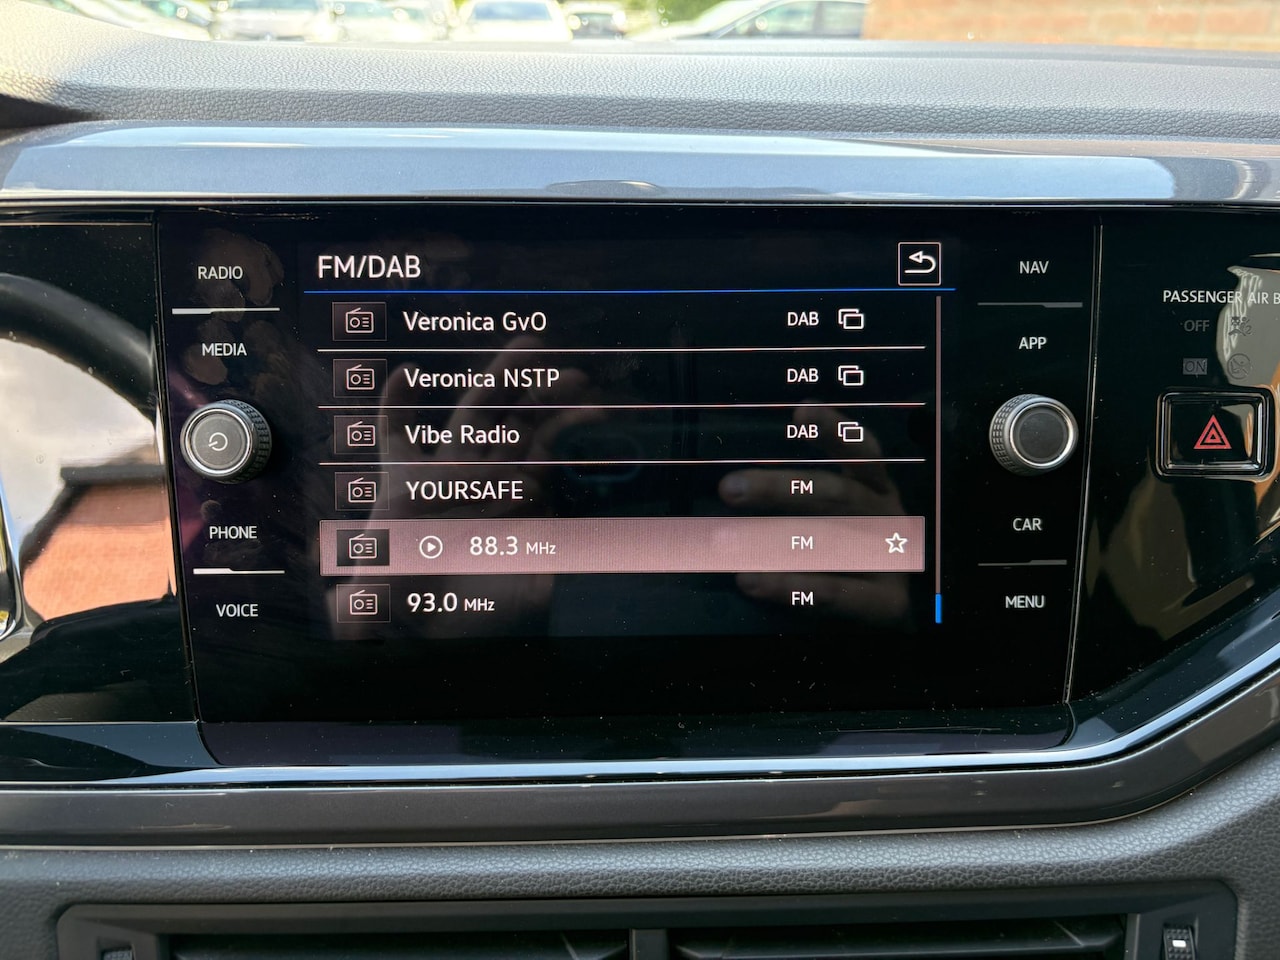 FM/DAB
RADIO
NAV
PASSENGER AIR B
Veronica GvO DAB
OFF
MEDIA
APP
ON
Veronica NSTP DAB
Vibe Radio DAB
YOURSAFE FM
PHONE
CAR
88.3 MHz FM
VOICE
93.0 MHz FM
MENU